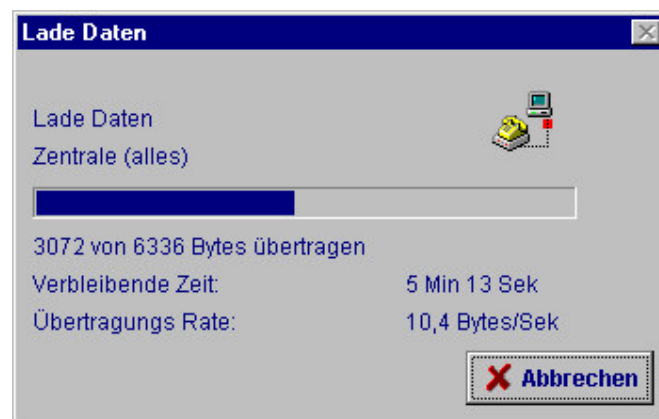 Lade Daten
Lade Daten
Zentrale (alles)
3072 von 6336 Bytes übertragen
Verbleibende Zeit: 5 Min 13 Sek
Übertragungs Rate: 10,4 Bytes/Sek
Abbrechen